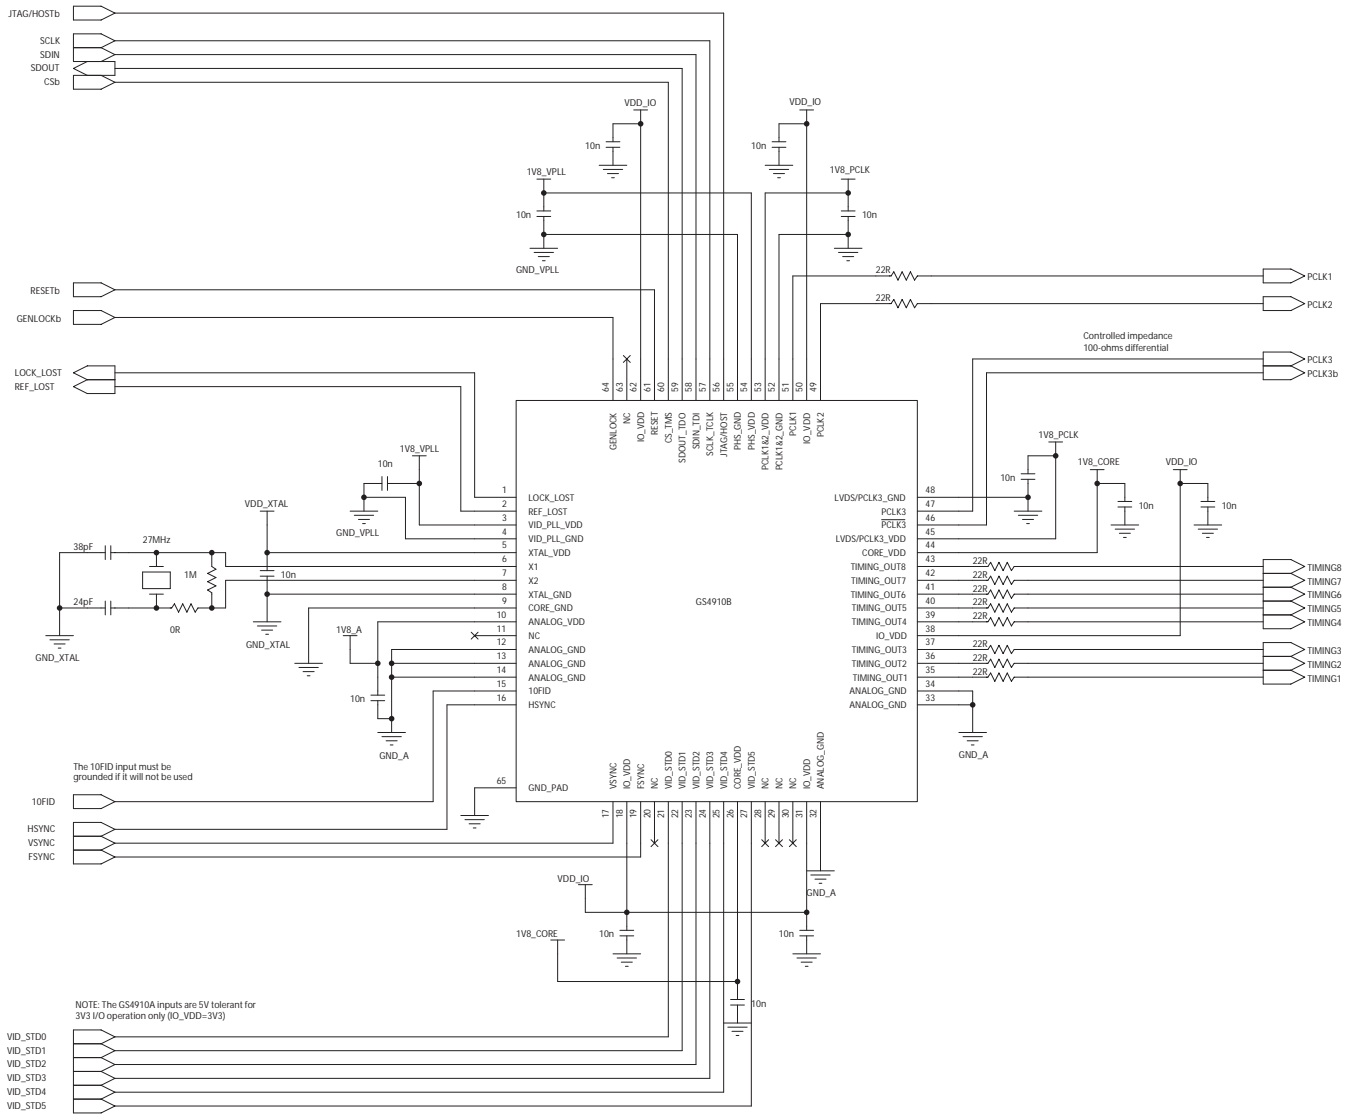 JTAG/HOSTb
SCLK
SDIN
SDOUT
CSb
VDD_IO
VDD_IO
10n
10n
1V8_VPLL
1V8_PCLK
10n
10n
GND_VPLL
22R
PCLK1
RESETb
22R
PCLK2
GENLOCKb
Controlled impedance
100-ohms differential
PCLK3
LOCK_LOST
PCLK3b
REF_LOST
64
63
62
61
60
59
58
57
56
55
54
53
52
51
50
49
GENLOCK
NC
IO_VDD
RESET
CS_TMS
SDOUT_TDO
SDIN_TDI
SCLK_TCLK
JTAG/HOST
PHS_GND
PHS_VDD
PCLK1&2_VDD
PCLK1&2_GND
PCLK1
IO_VDD
PCLK2
1V8_VPLL
10n
GND_VPLL
VDD_XTAL
1V8_PCLK
1V8_CORE
VDD_IO
10n
10n
10n
1 LOCK_LOST
2 REF_LOST
3 VID_PLL_VDD
4 VID_PLL_GND
5 XTAL_VDD
6 X1
7 X2
8 XTAL_GND
9 CORE_GND
10 ANALOG_VDD
11 NC
12 ANALOG_GND
13 ANALOG_GND
14 ANALOG_GND
15 10FID
16 HSYNC
65 GND_PAD
38pF
27MHz
1M
10n
24pF
0R
GND_XTAL
GND_XTAL
1V8_A
10n
GND_A
GS4910B
LVDS/PCLK3_GND 48
PCLK3 47
PCLK3 46
LVDS/PCLK3_VDD 45
CORE_VDD 44
TIMING_OUT8 43 22R TIMING8
TIMING_OUT7 42 22R TIMING7
TIMING_OUT6 41 22R TIMING6
TIMING_OUT5 40 22R TIMING5
TIMING_OUT4 39 22R TIMING4
IO_VDD 38
TIMING_OUT3 37 22R TIMING3
TIMING_OUT2 36 22R TIMING2
TIMING_OUT1 35 22R TIMING1
ANALOG_GND 34
ANALOG_GND 33
GND_A
The 10FID input must be
grounded if it will not be used
10FID
HSYNC
VSYNC
FSYNC
VSYNC
IO_VDD
FSYNC
NC
VID_STD0
VID_STD1
VID_STD2
VID_STD3
VID_STD4
CORE_VDD
VID_STD5
NC
NC
NC
IO_VDD
ANALOG_GND
17
18
19
20
21
22
23
24
25
26
27
28
29
30
31
32
GND_A
VDD_IO
10n
10n
1V8_CORE
10n
NOTE: The GS4910A inputs are 5V tolerant for
3V3 I/O operation only (IO_VDD=3V3)
VID_STD0
VID_STD1
VID_STD2
VID_STD3
VID_STD4
VID_STD5